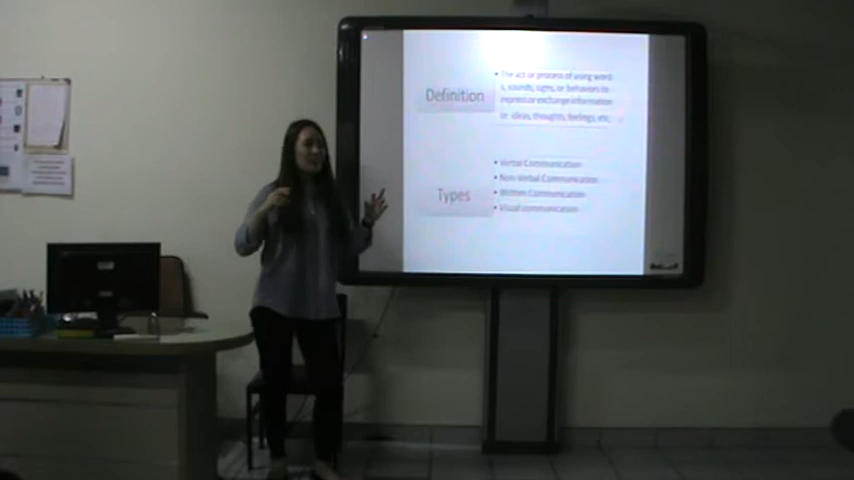 Definition
• The act or process of using word
s, sounds, signs, or behaviors to
express or exchange information
or ideas, thoughts, feelings, etc.
Types
• Verbal Communication
• Non-Verbal Communication
• Written Communication
• Visual communication